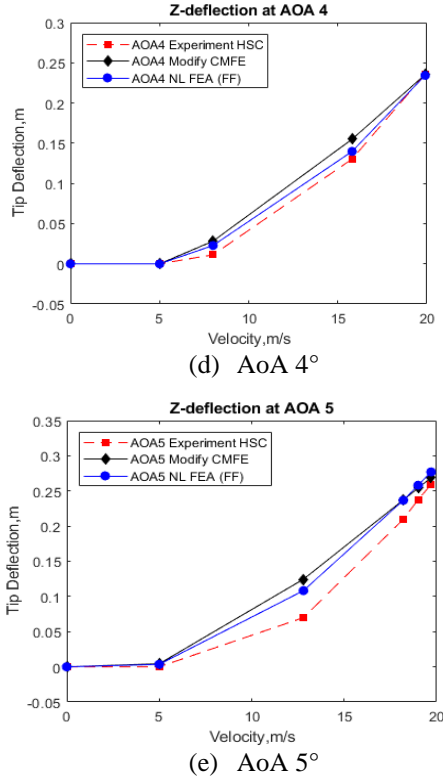 Z-deflection at AOA 4
0.3
0.25
0.2
0.15
0.1
0.05
0
-0.05
Tip Deflection,m
AOA4 Experiment HSC
AOA4 Modify CMFE
AOA4 NL FEA (FF)
0 5 10 15 20
Velocity,m/s
(d) AoA 4°
Z-deflection at AOA 5
0.35
0.3
0.25
0.2
0.15
0.1
0.05
0
-0.05
Tip Deflection,m
AOA5 Experiment HSC
AOA5 Modify CMFE
AOA5 NL FEA (FF)
0 5 10 15 20
Velocity,m/s
(e) AoA 5°